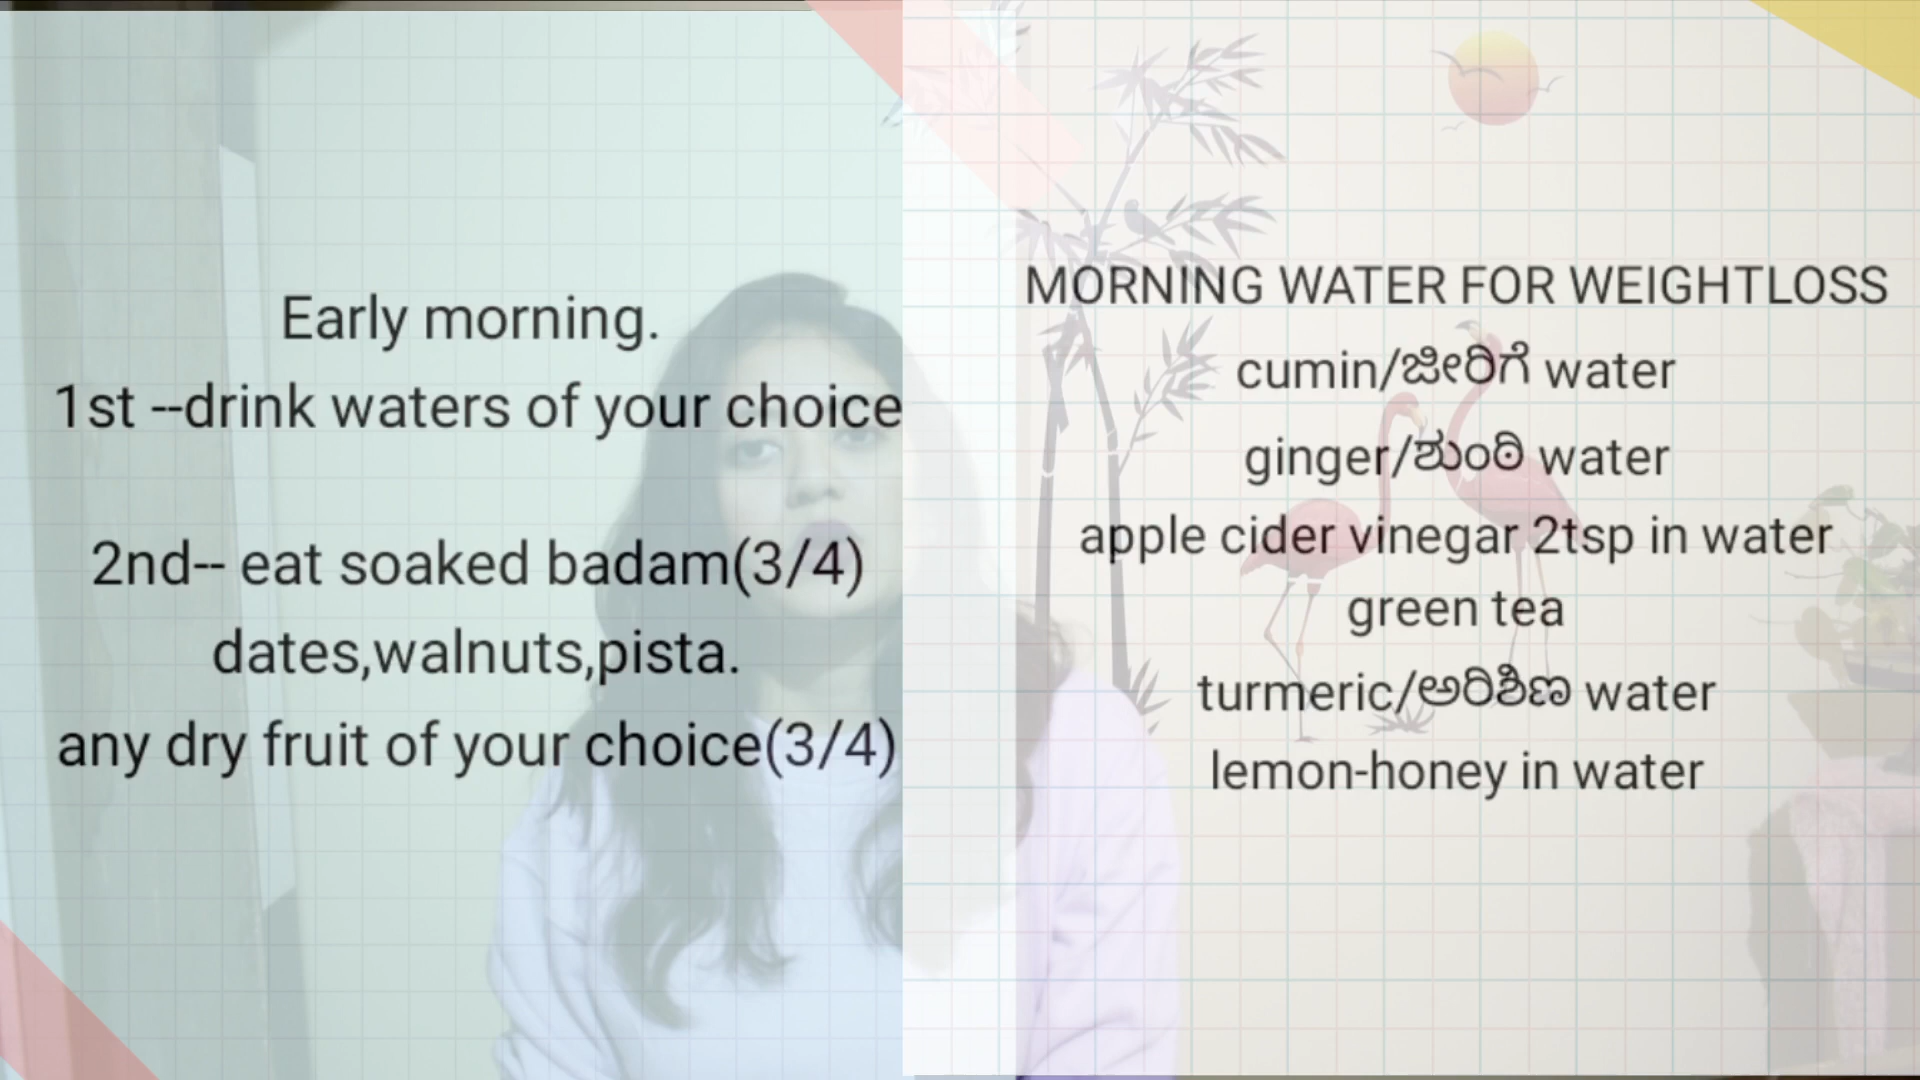 Early morning.
1st --drink waters of your choice
2nd-- eat soaked badam(3/4)
dates,walnuts,pista.
any dry fruit of your choice(3/4)
MORNING WATER FOR WEIGHTLOSS
cumin/ಜೀರಿಗೆ water
ginger/ಶುಂಠಿ water
apple cider vinegar 2tsp in water
green tea
turmeric/ಅರಿಶಿಣ water
lemon-honey in water